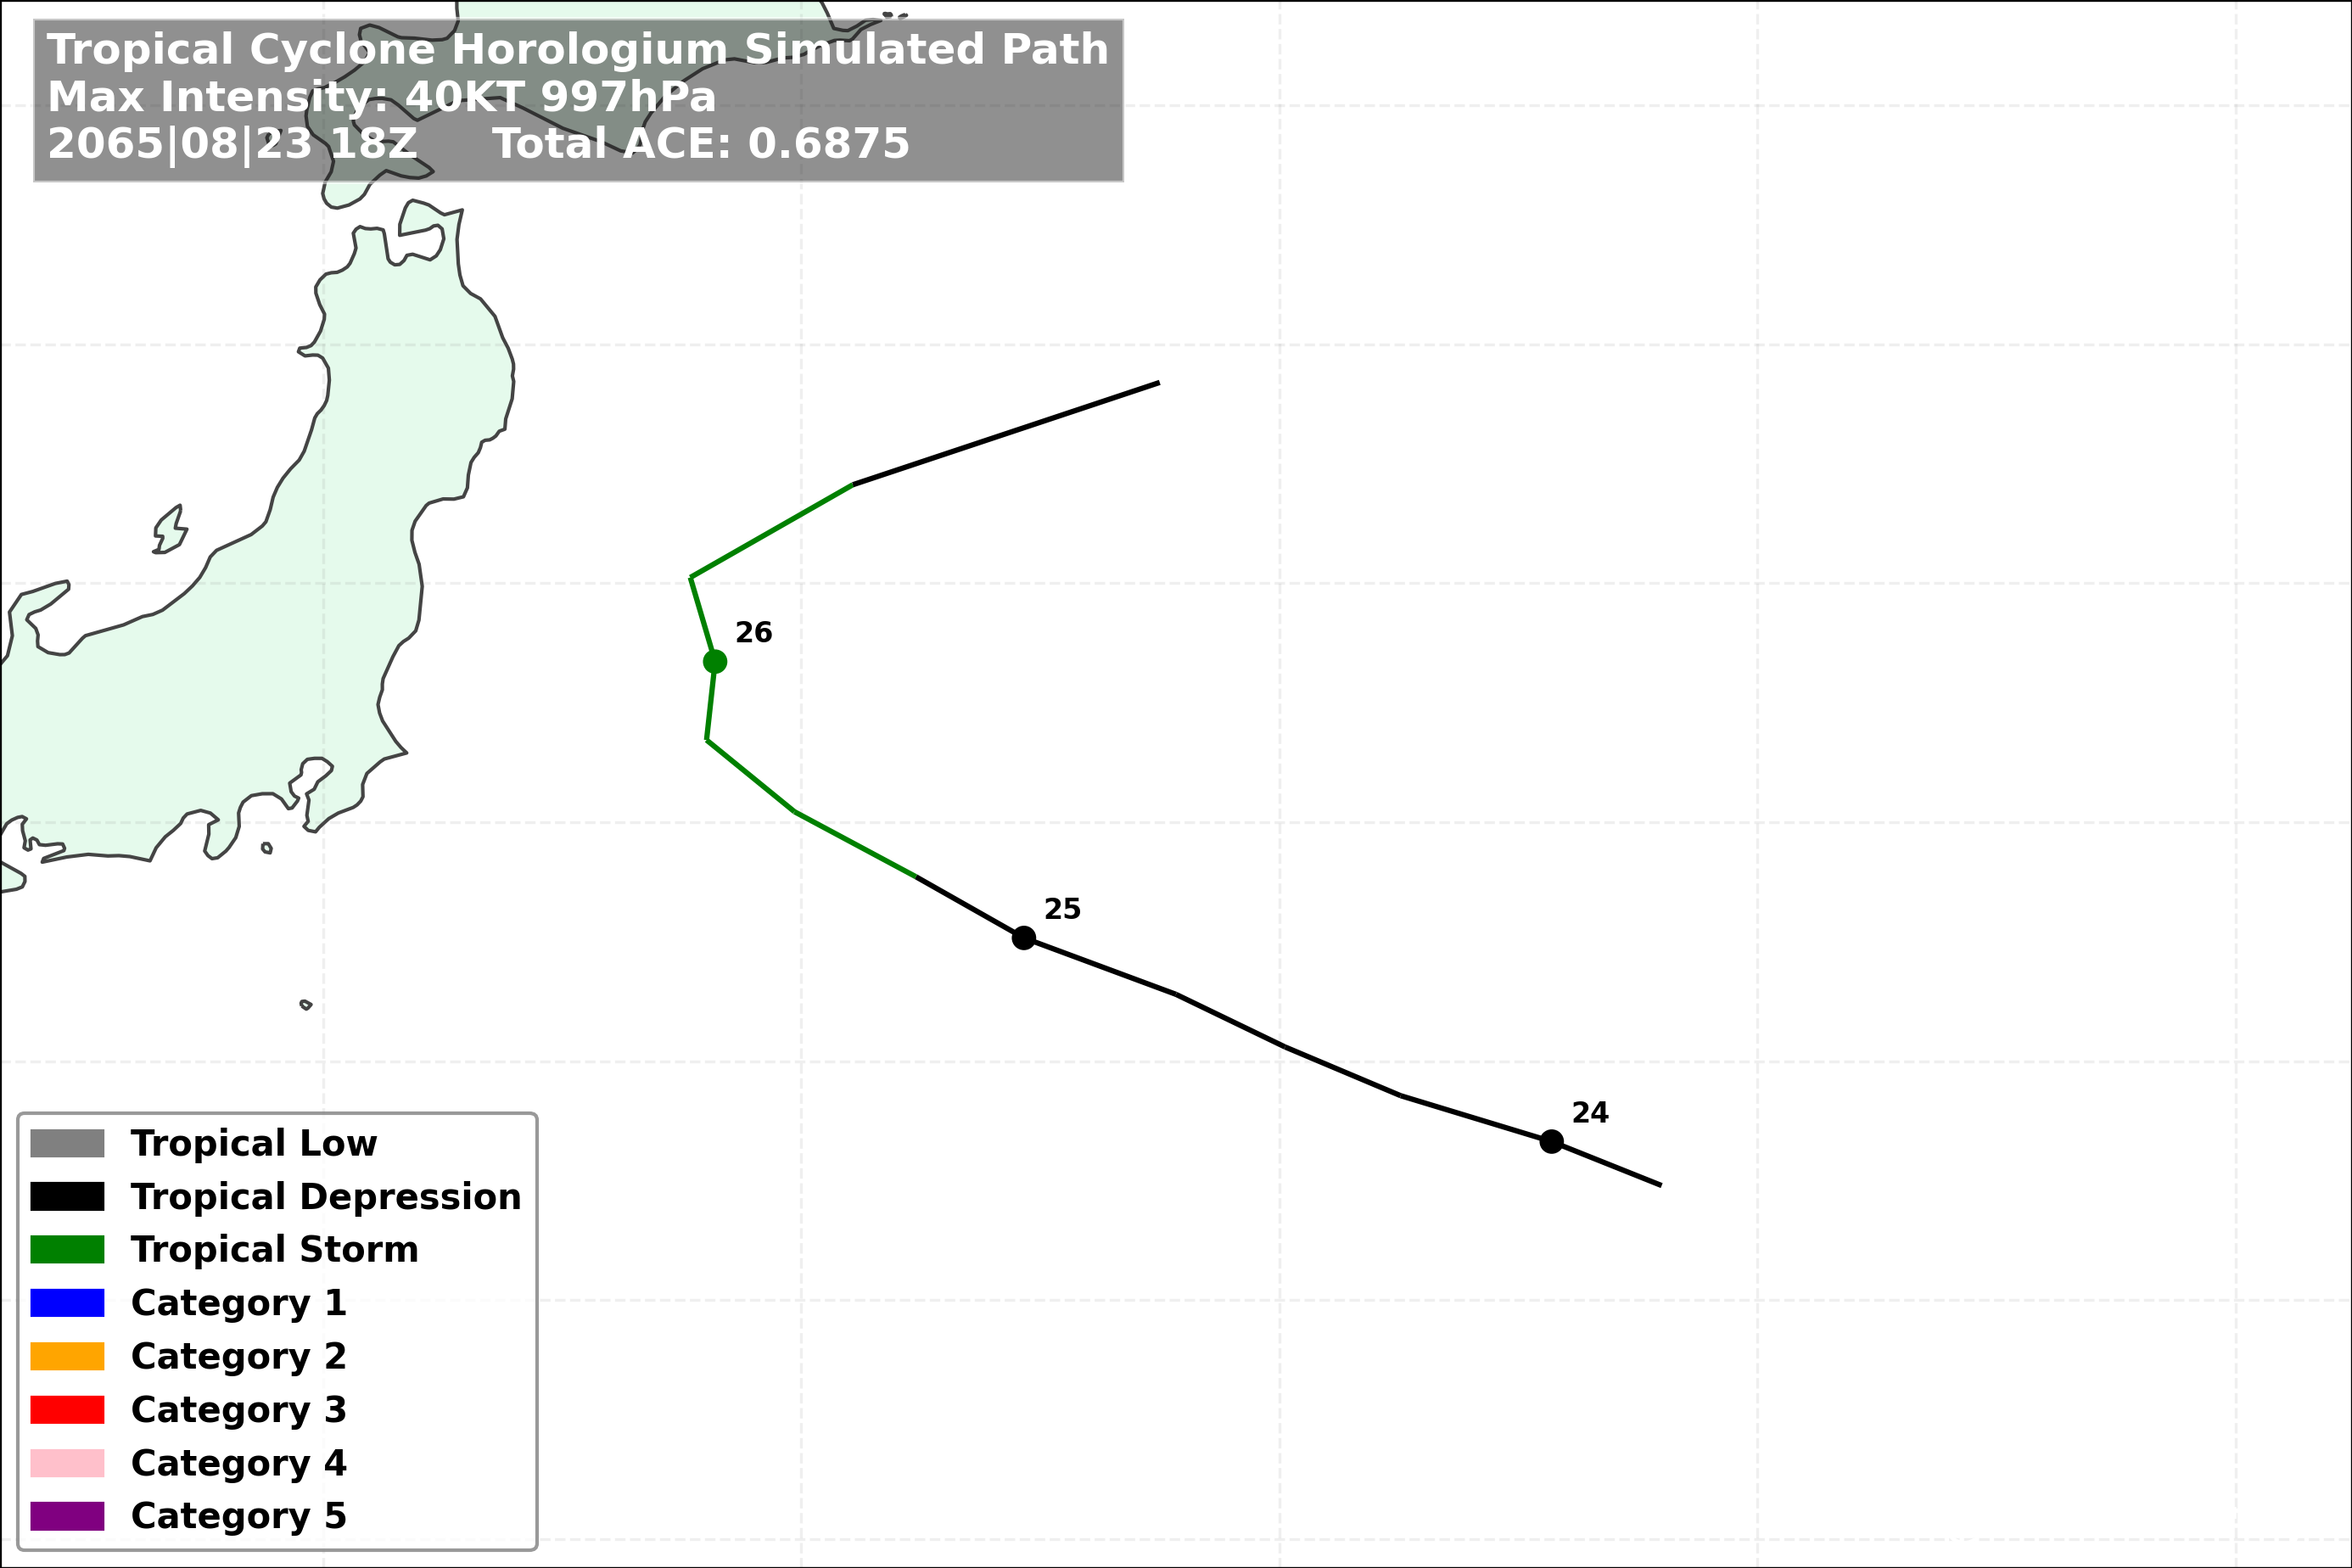 Tropical Cyclone Horologium Simulated Path
Max Intensity: 40KT 997hPa
2065|08|23 18Z Total ACE: 0.6875
26
25
24
Tropical Low
Tropical Depression
Tropical Storm
Category 1
Category 2
Category 3
Category 4
Category 5